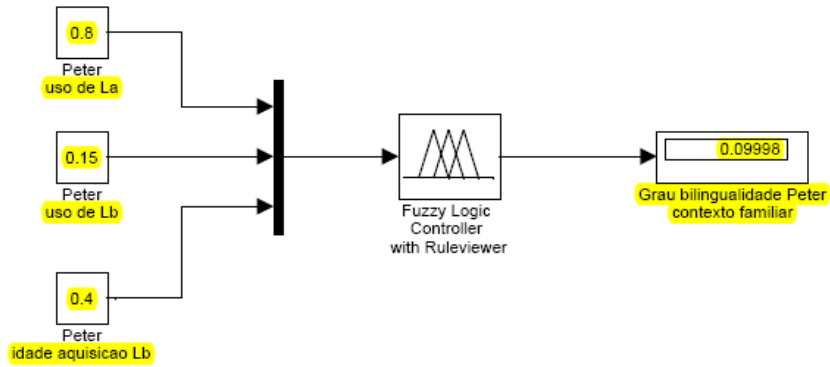 0.8
Peter
uso de La
0.15
Peter
uso de Lb
0.4
Peter
idade aquisicao Lb
Fuzzy Logic
Controller
with Ruleviewer
0.09998
Grau bilingualidade Peter
contexto familiar